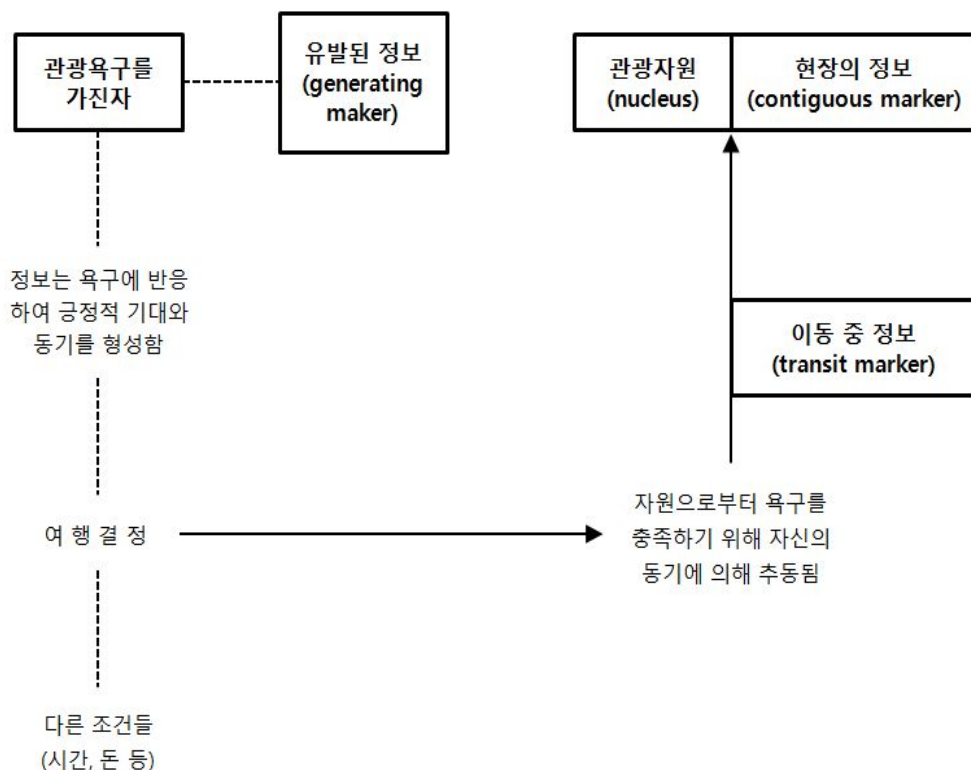 관광욕구를
가진자
유발된 정보
(generating
maker)
관광자원
(nucleus)
현장의 정보
(contiguous marker)
정보는 욕구에 반응
하여 긍정적 기대와
동기를 형성함
이동 중 정보
(transit marker)
여 행 결 정
자원으로부터 욕구를
충족하기 위해 자신의
동기에 의해 추동됨
다른 조건들
(시간, 돈 등)